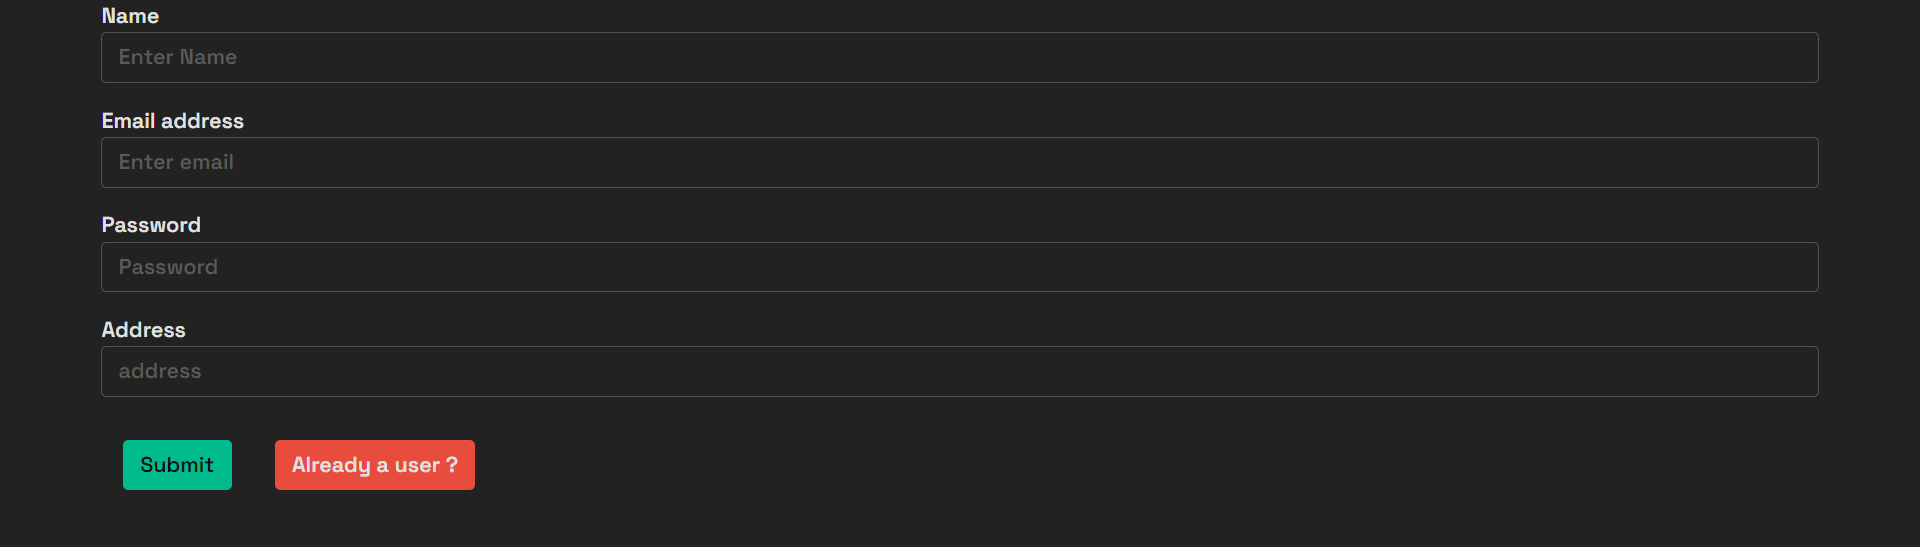 Name
Enter Name
Email address
Enter email
Password
Password
Address
address
Submit
Already a user ?